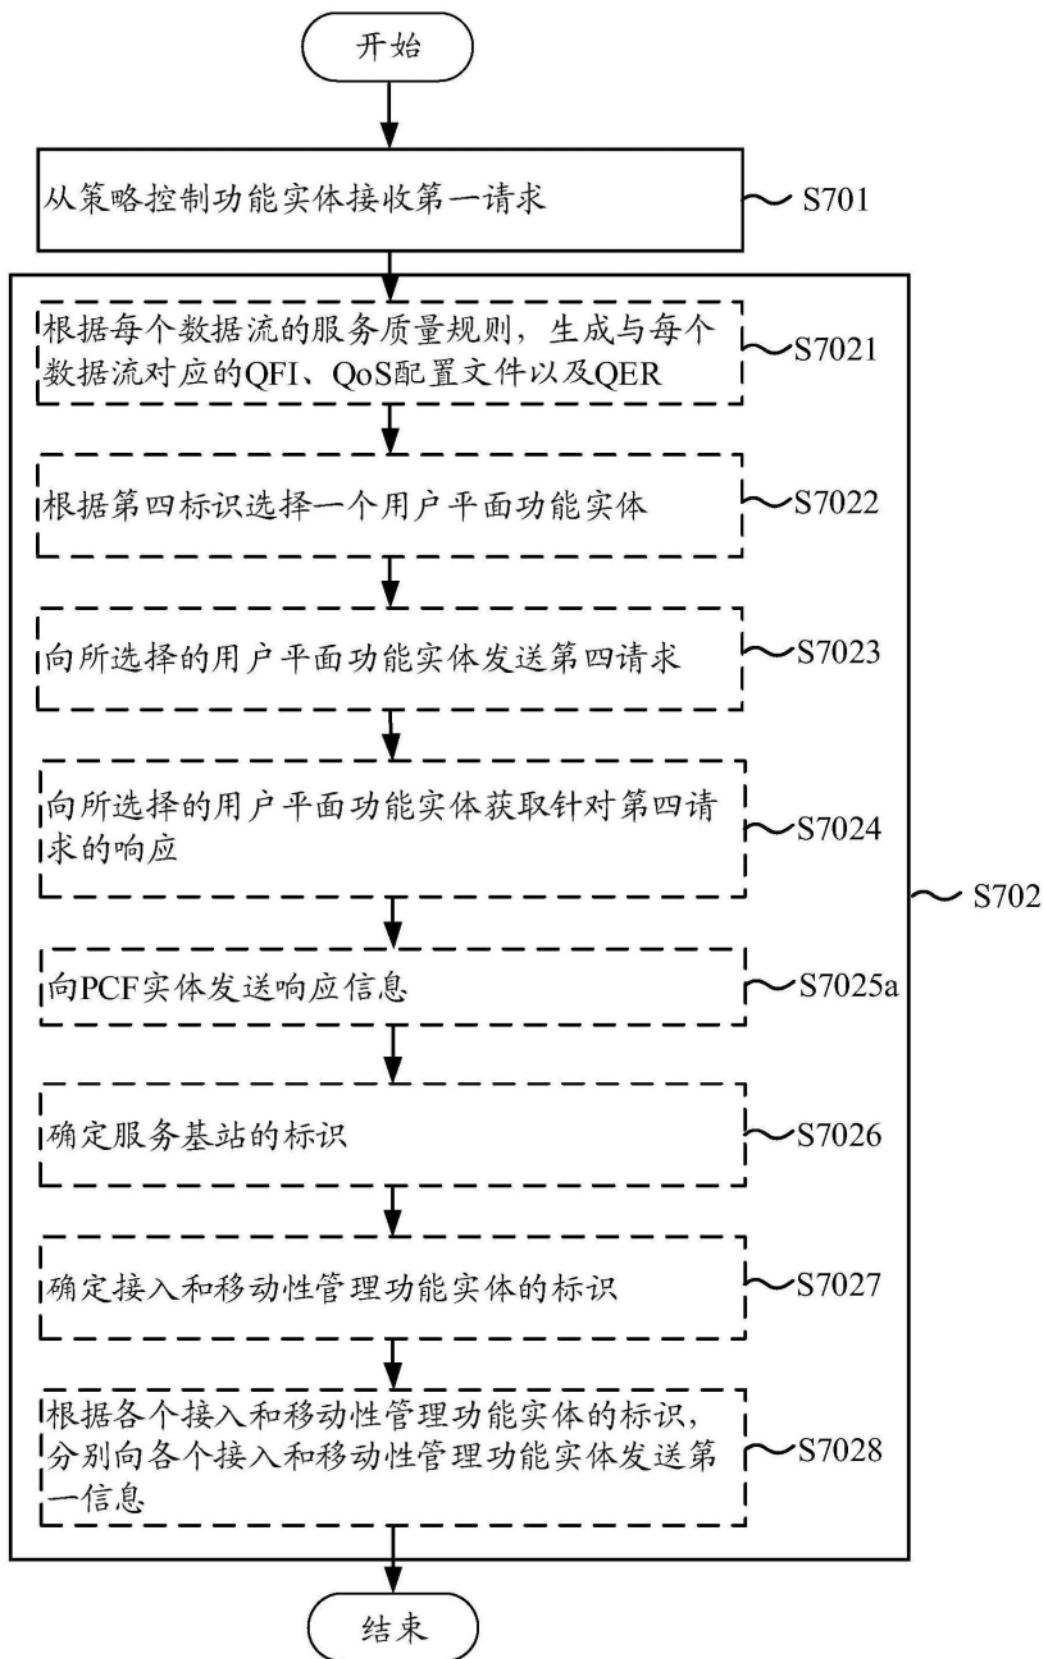 开始
从策略控制功能实体接收第一请求
S701
根据每个数据流的服务质量规则，生成与每个
数据流对应的QFI、QoS配置文件以及QER
S7021
根据第四标识选择一个用户平面功能实体
S7022
向所选择的用户平面功能实体发送第四请求
S7023
向所选择的用户平面功能实体获取针对第四请
求的响应
S7024
S702
向PCF实体发送响应信息
S7025a
确定服务基站的标识
S7026
确定接入和移动性管理功能实体的标识
S7027
根据各个接入和移动性管理功能实体的标识，
分别向各个接入和移动性管理功能实体发送第
一信息
S7028
结束